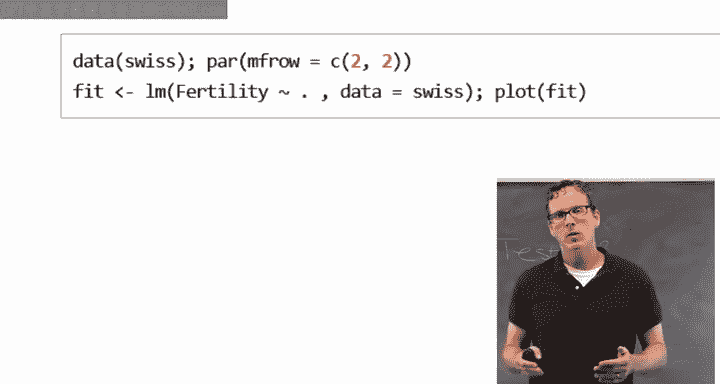 data(swiss); par(mfrow = c(2, 2))
fit <- lm(Fertility ~ . , data = swiss); plot(fit)